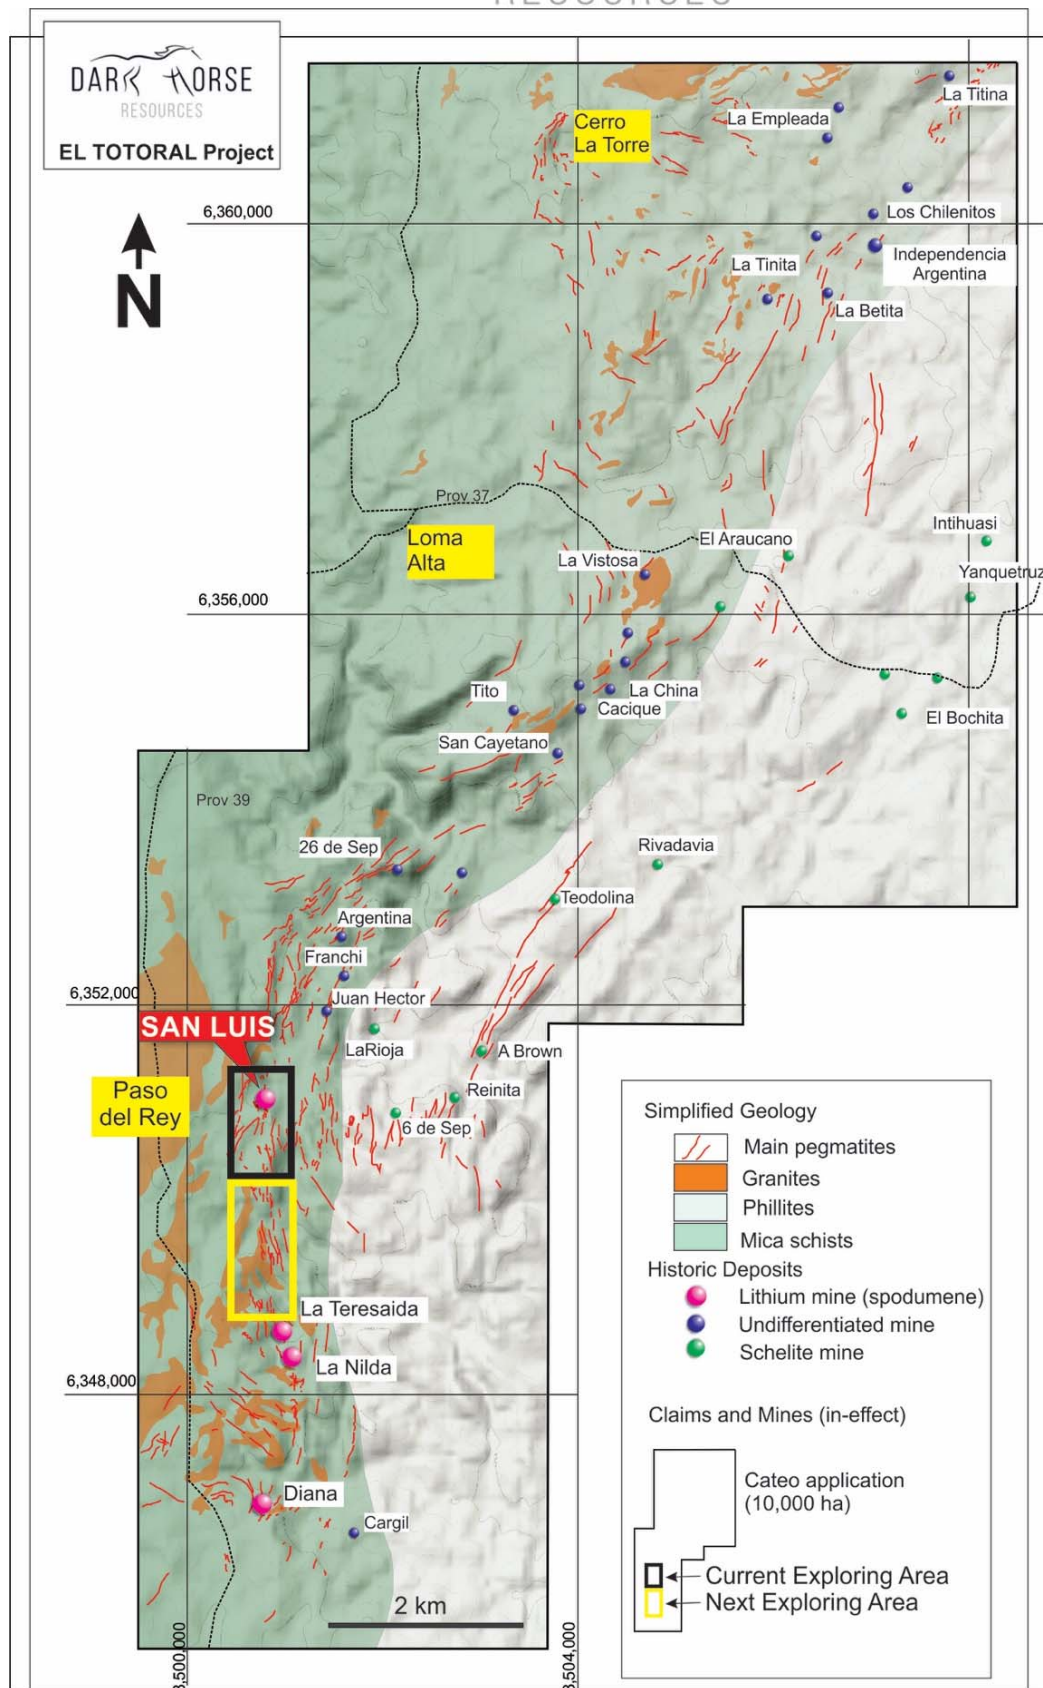 RESOURCES
DARK HORSE
RESOURCES
EL TOTORAL Project
N
Cerro
La Torre
La Titina
La Empleada
6,360,000
Los Chilenitos
Independencia
Argentina
La Tinita
La Betita
Prov 37
Loma
Alta
El Araucano
Intihuasi
La Vistosa
Yanquetruz
6,356,000
Tito
La China
Cacique
El Bochita
San Cayetano
Prov 39
26 de Sep
Rivadavia
Teodolina
Argentina
Franchi
6,352,000
Juan Hector
SAN LUIS
LaRioja
A Brown
Paso
del Rey
Reinita
6 de Sep
La Teresaida
La Nilda
6,348,000
Diana
Cargil
2 km
3,500,000
3,504,000
Simplified Geology
Main pegmatites
Granites
Phillites
Mica schists
Historic Deposits
Lithium mine (spodumene)
Undifferentiated mine
Schelite mine
Claims and Mines (in-effect)
Cateo application
(10,000 ha)
Current Exploring Area
Next Exploring Area